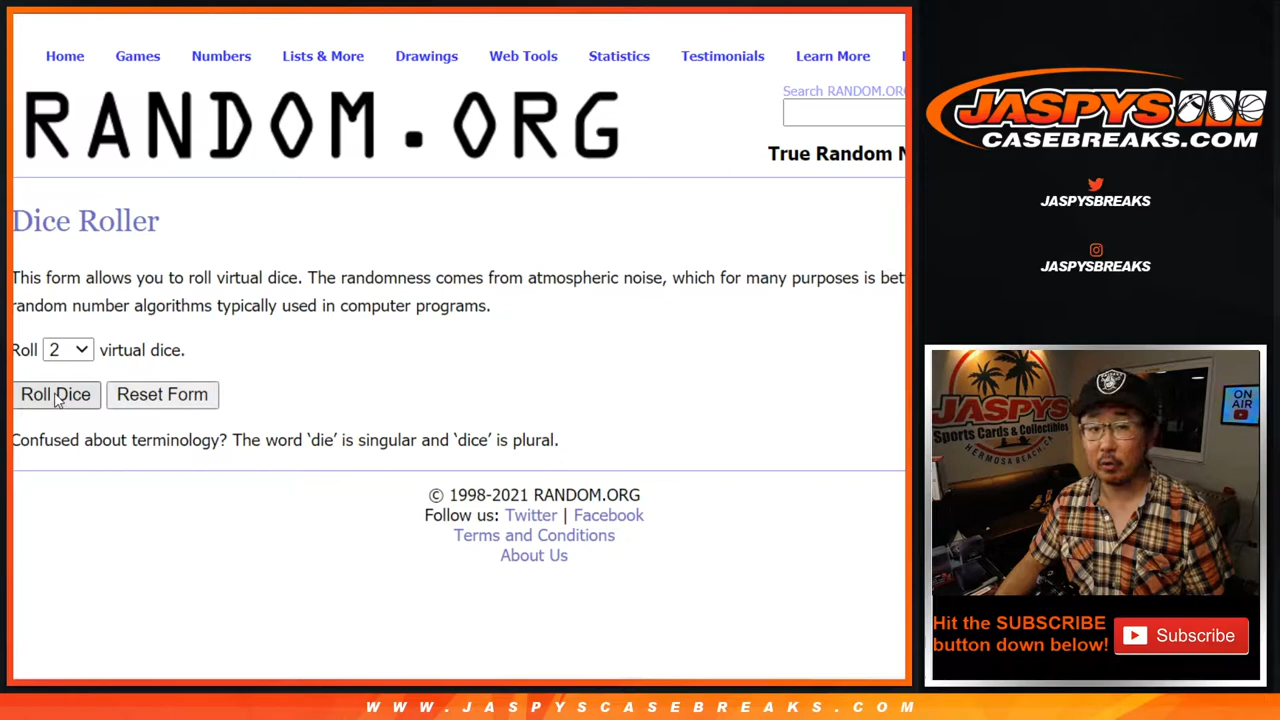 Home Games Numbers Lists & More Drawings Web Tools Statistics Testimonials Learn More
RANDOM.ORG
Search RANDOM.ORG
True Random N
Dice Roller
This form allows you to roll virtual dice. The randomness comes from atmospheric noise, which for many purposes is bet
random number algorithms typically used in computer programs.
Roll 2 virtual dice.
Roll Dice Reset Form
Confused about terminology? The word ‘die’ is singular and ‘dice’ is plural.
© 1998-2021 RANDOM.ORG
Follow us: Twitter | Facebook
Terms and Conditions
About Us
JASPYS
CASEBREAKS.COM
JASPYSBREAKS
JASPYSBREAKS
JASPYS
Sports Cards & Collectibles
HERMOSA BEACH, CA
ON AIR
Hit the SUBSCRIBE
button down below!
Subscribe
WWW.JASPYSCASEBREAKS.COM